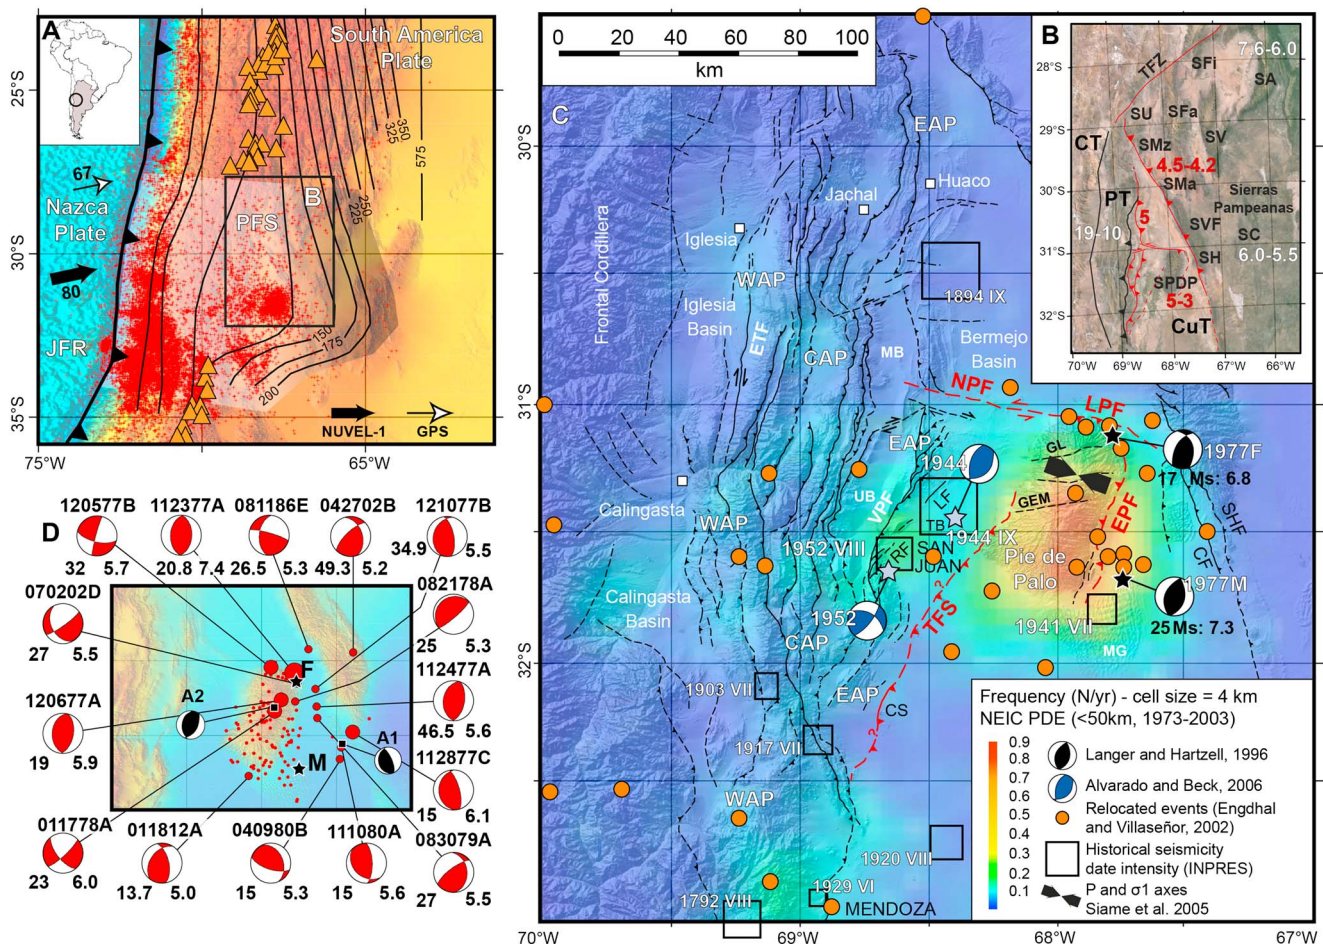 A
South America
Plate
25°S
350
325
575
250
225
67
Nazca
Plate
PFS
B
30°S
80
JFR
150
175
200
35°S
NUVEL-1
GPS
75°W
70°W
65°W
C
0 20 40 60 80 100
km
30°S
EAP
Jachal
Huaco
Iglesia
Frontal Cordillera
WAP
Iglesia
Basin
ETF
1894 IX
Bermejo
Basin
CAP
MB
31°S
NPF
LPF
EAP
1944
GL
1977F
17 Ms: 6.8
GEM
EPF
SHF
CF
Calingasta
WAP
UB
VPF
LF
TB
1944 IX
1952 VIII
RF
SAN
JUAN
Pie de
Palo
1977M
25 Ms: 7.3
Calingasta
Basin
1952
TFS
1941 VII
MG
CAP
32°S
1903 VII
EAP
CS
1917 VII
WAP
1920 VIII
1929 VI
1792 VIII
MENDOZA
70°W
69°W
68°W
67°W
B
7.6-6.0
28°S
TFZ
SFi
SA
SU
SFa
29°S
SV
CT
SMz
4.5-4.2
30°S
SMa
PT
Sierras
Pampeanas
5
SVF
19-10
SC
31°S
SH
6.0-5.5
SPDP
5-3
32°S
CuT
70°W 69°W 68°W 67°W 66°W
Frequency (N/yr) - cell size = 4 km
NEIC PDE (<50km, 1973-2003)
0.9
0.8
0.7
0.6
0.5
0.4
0.3
0.2
0.1
Langer and Hartzell, 1996
Alvarado and Beck, 2006
Relocated events (Engdhal
and Villaseñor, 2002)
Historical seismicity
date intensity (INPRES)
P and σ1 axes
Siame et al. 2005
D
120577B
32 5.7
112377A
20.8 7.4
081186E
26.5 5.3
042702B
49.3 5.2
121077B
34.9 5.5
070202D
27 5.5
082178A
25 5.3
F
120677A
19 5.9
A2
112477A
46.5 5.6
A1
M
112877C
15 6.1
011778A
23 6.0
011812A
13.7 5.0
040980B
15 5.3
111080A
15 5.6
083079A
27 5.5